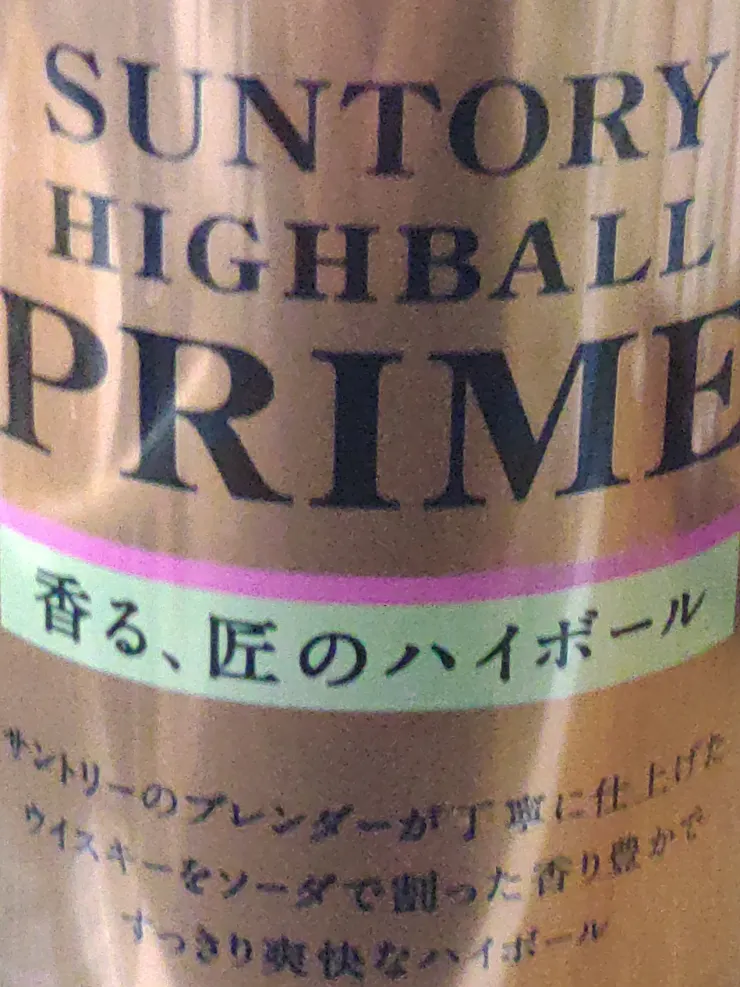 SUNTORY
HIGHBALL
PRIME
香る、匠のハイボール
サントリーのブレンダーが丁寧に仕上げた
ウイスキーをソーダで割った香り豊かで
すっきり爽快なハイボール